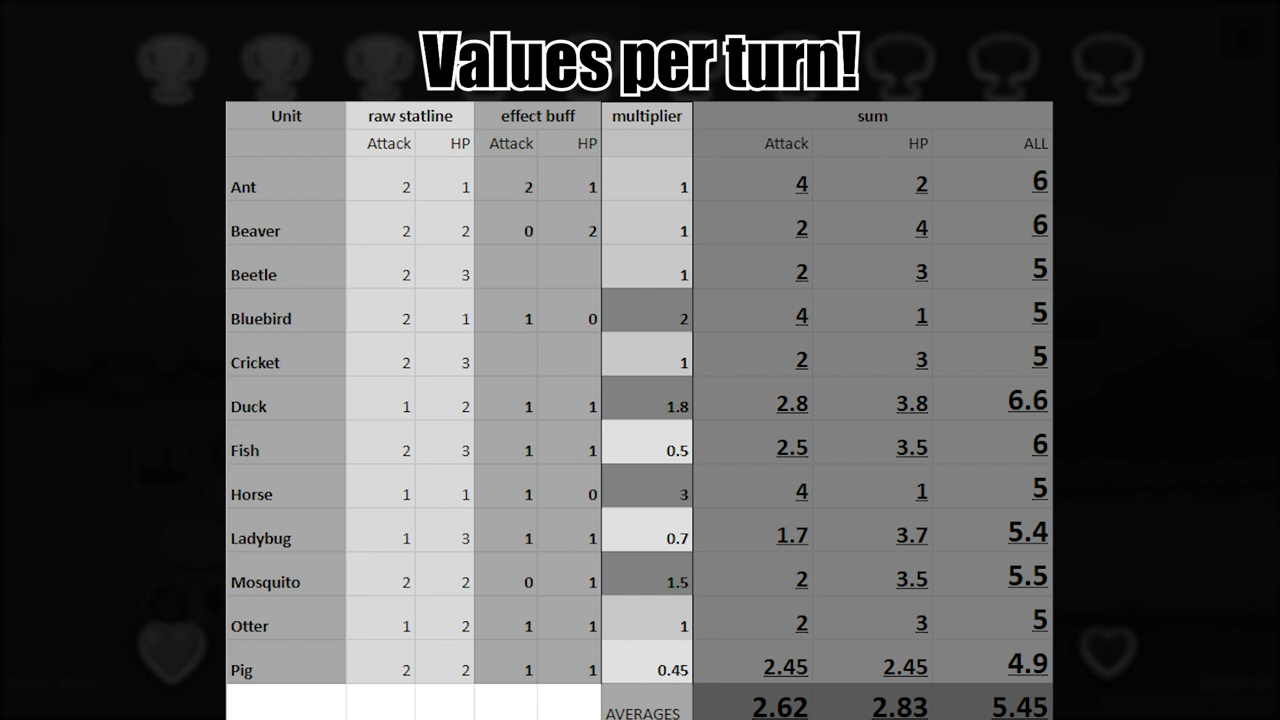 Values per turn!
Unit raw statline effect buff multiplier sum
Attack HP Attack HP Attack HP ALL
Ant 2 1 2 1 1 4 2 6
Beaver 2 2 0 2 1 2 4 6
Beetle 2 3 1 2 3 5
Bluebird 2 1 1 0 2 4 1 5
Cricket 2 3 1 2 3 5
Duck 1 2 1 1 1.8 2.8 3.8 6.6
Fish 2 3 1 1 0.5 2.5 3.5 6
Horse 1 1 1 0 3 4 1 5
Ladybug 1 3 1 1 0.7 1.7 3.7 5.4
Mosquito 2 2 0 1 1.5 2 3.5 5.5
Otter 1 2 1 1 1 2 3 5
Pig 2 2 1 1 0.45 2.45 2.45 4.9
AVERAGES 2.62 2.83 5.45